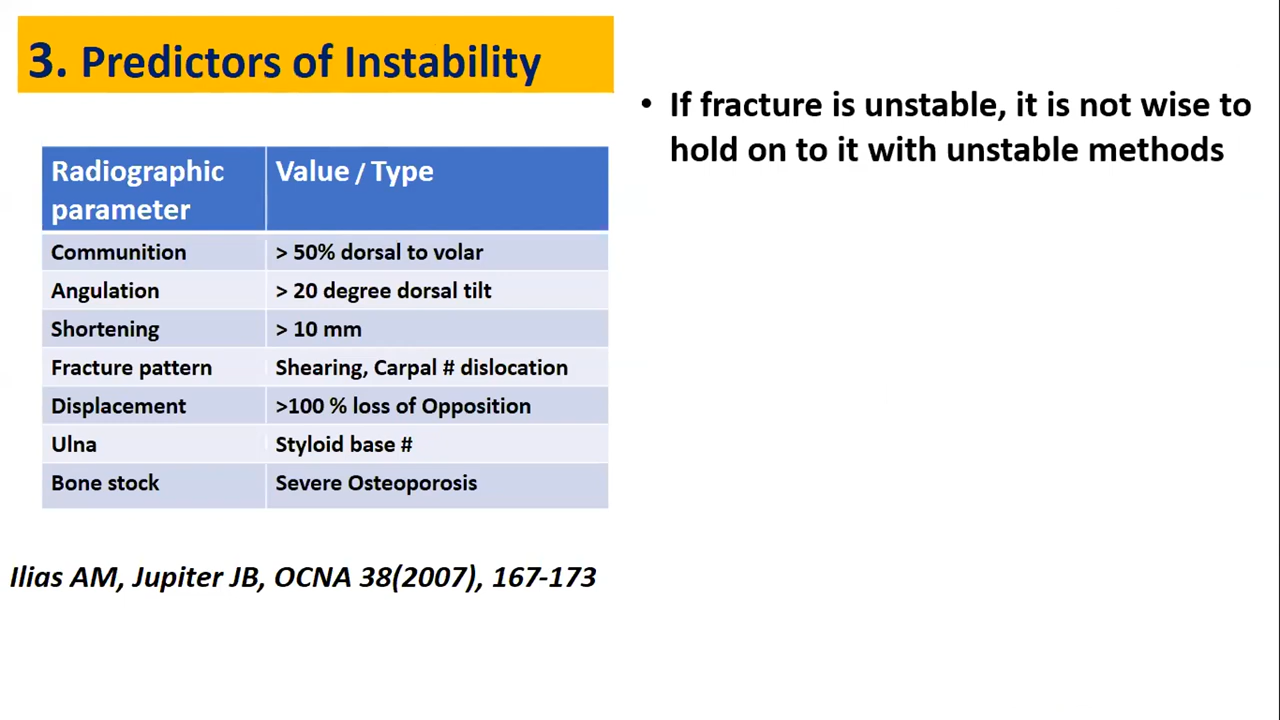 3. Predictors of Instability
Radiographic parameter | Value / Type
Communition | > 50% dorsal to volar
Angulation | > 20 degree dorsal tilt
Shortening | > 10 mm
Fracture pattern | Shearing, Carpal # dislocation
Displacement | >100 % loss of Opposition
Ulna | Styloid base #
Bone stock | Severe Osteoporosis
Ilias AM, Jupiter JB, OCNA 38(2007), 167-173
• If fracture is unstable, it is not wise to
hold on to it with unstable methods